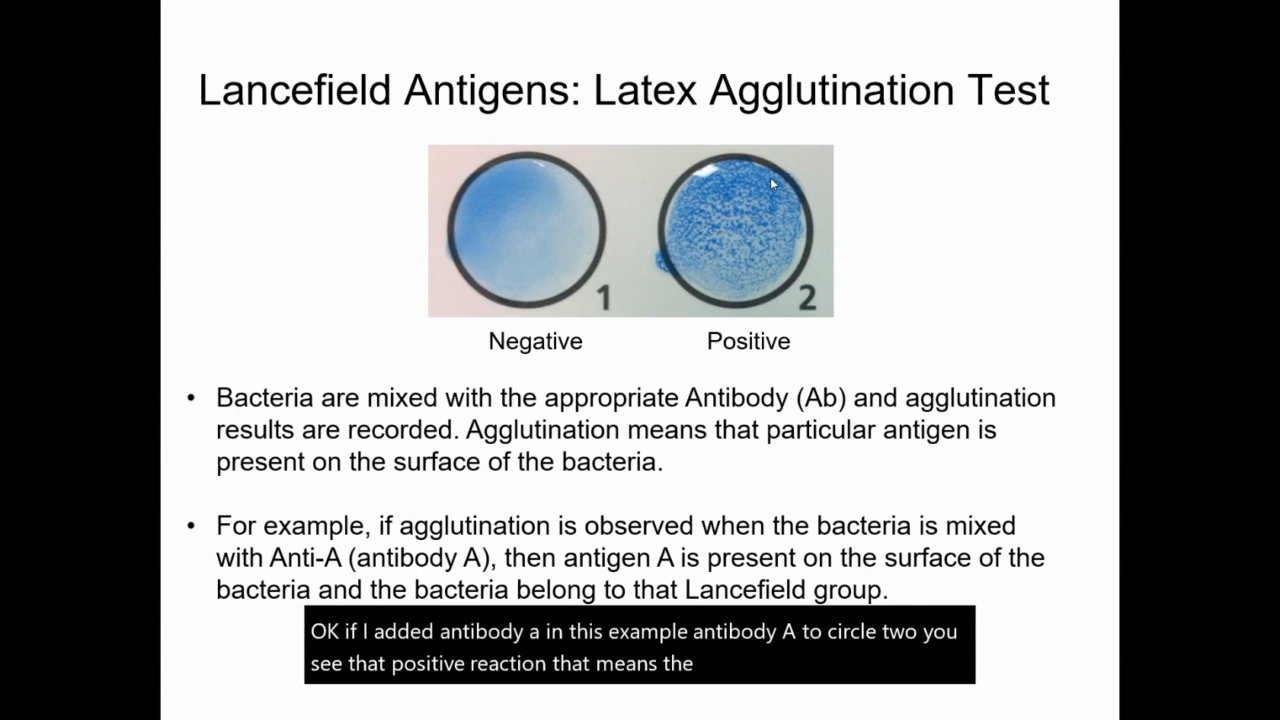 Lancefield Antigens: Latex Agglutination Test
1
2
Negative
Positive
• Bacteria are mixed with the appropriate Antibody (Ab) and agglutination
results are recorded. Agglutination means that particular antigen is
present on the surface of the bacteria.
• For example, if agglutination is observed when the bacteria is mixed
with Anti-A (antibody A), then antigen A is present on the surface of the
bacteria and the bacteria belong to that Lancefield group.
OK if I added antibody a in this example antibody A to circle two you
see that positive reaction that means the